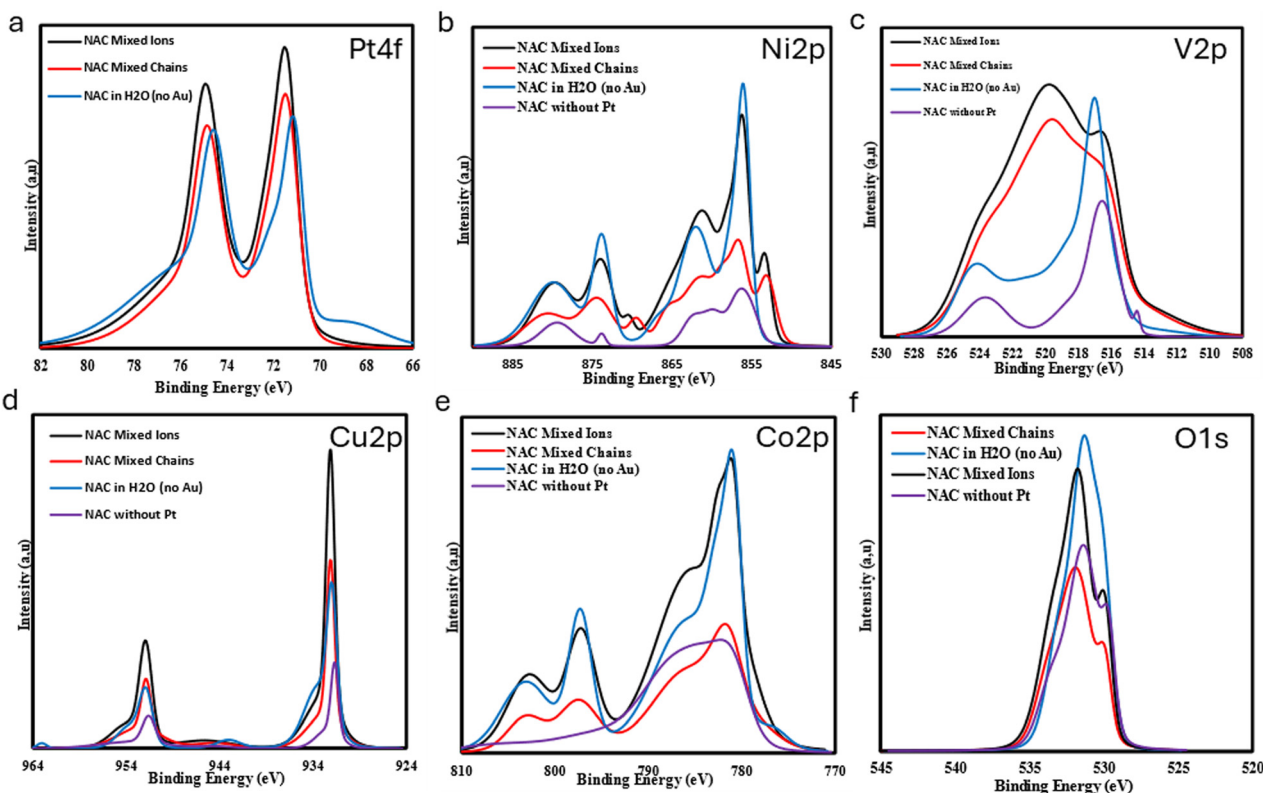 a
Pt4f
NAC Mixed Ions
NAC Mixed Chains
NAC in H2O (no Au)
Intensity (a,u)
82 80 78 76 74 72 70 68 66
Binding Energy (eV)
b
Ni2p
NAC Mixed Ions
NAC Mixed Chains
NAC in H2O (no Au)
NAC without Pt
Intensity (a,u)
885 875 865 855 845
Binding Energy (eV)
c
V2p
NAC Mixed Ions
NAC Mixed Chains
NAC in H2O (no Au)
NAC without Pt
Intensity (a,u)
530 528 526 524 522 520 518 516 514 512 510 508
Binding Energy (eV)
d
Cu2p
NAC Mixed Ions
NAC Mixed Chains
NAC in H2O (no Au)
NAC without Pt
Intensity (a,u)
964 954 944 934 924
Binding Energy (eV)
e
Co2p
NAC Mixed Ions
NAC Mixed Chains
NAC in H2O (no Au)
NAC without Pt
Intensity (a,u)
810 800 790 780 770
Binding Energy (eV)
f
O1s
NAC Mixed Chains
NAC in H2O (no Au)
NAC Mixed Ions
NAC without Pt
Intensity (a,u)
545 540 535 530 525 520
Binding Energy (eV)